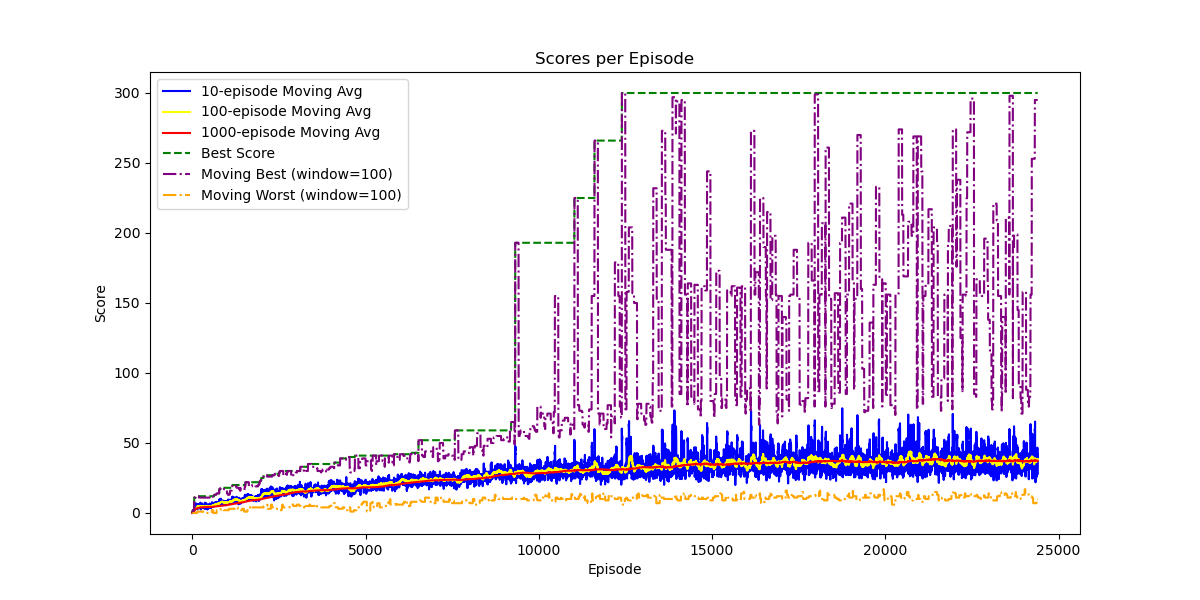 Scores per Episode
10-episode Moving Avg
100-episode Moving Avg
1000-episode Moving Avg
Best Score
Moving Best (window=100)
Moving Worst (window=100)
300
250
200
150
100
50
0
Score
0 5000 10000 15000 20000 25000
Episode